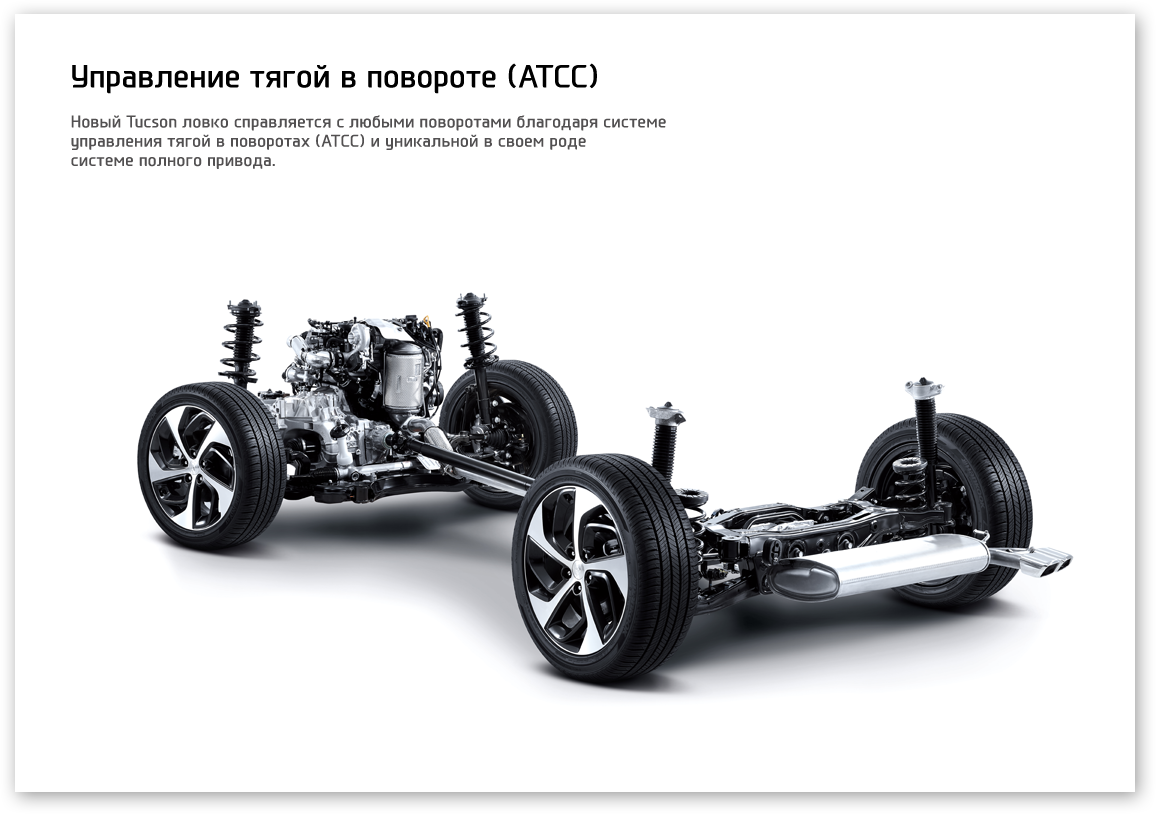 Управление тягой в повороте (ATCC)
Новый Tucson ловко справляется с любыми поворотами благодаря системе
управления тягой в поворотах (ATCC) и уникальной в своем роде
системе полного привода.